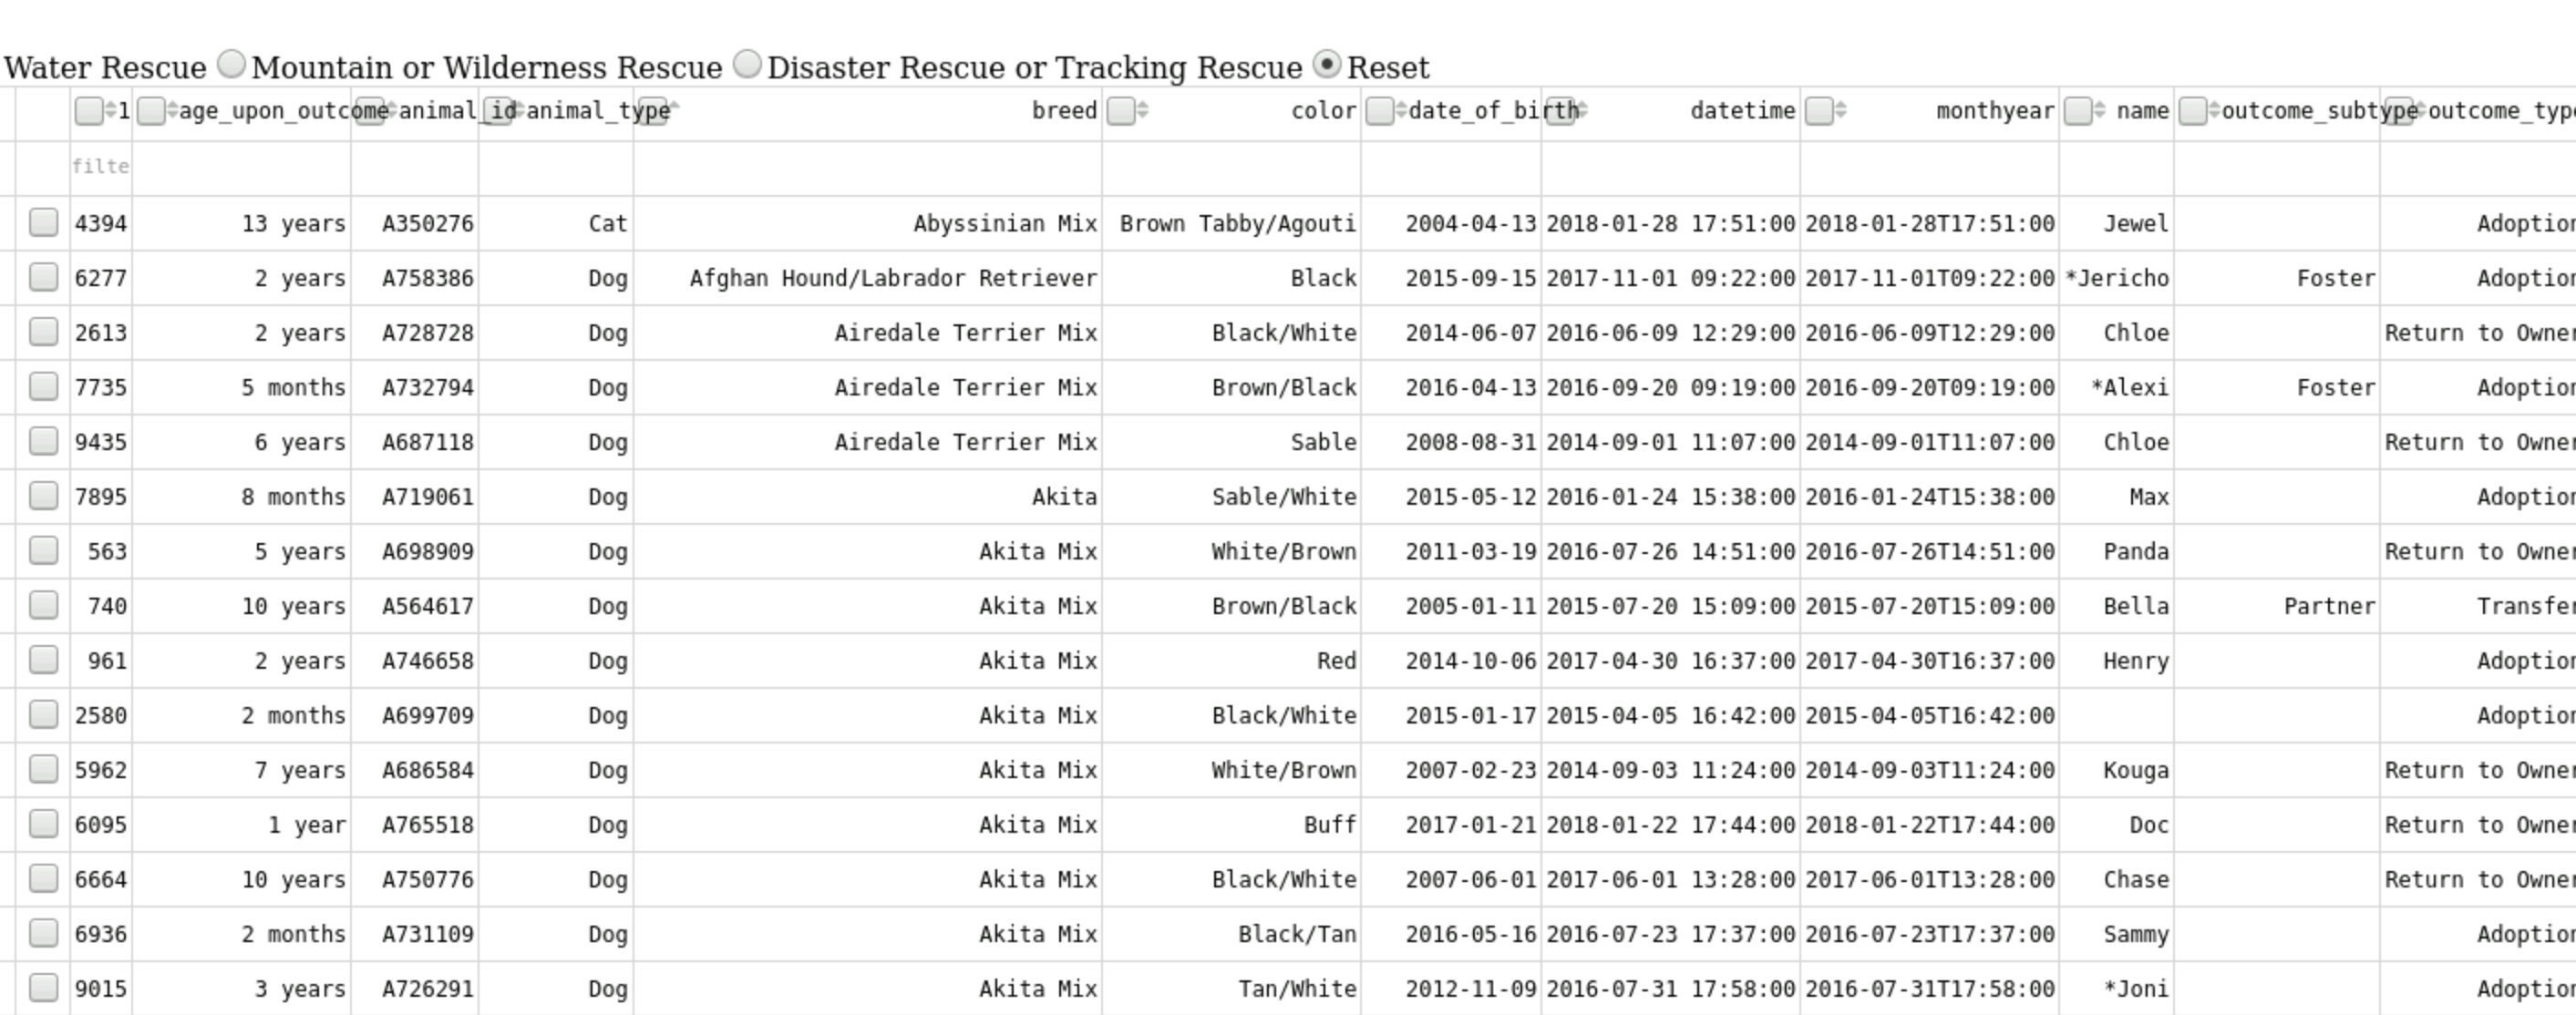 Water Rescue Mountain or Wilderness Rescue Disaster Rescue or Tracking Rescue Reset
1 age_upon_outcome animal_id animal_type breed color date_of_birth datetime monthyear name outcome_subtype outcome_type
filte
4394 13 years A350276 Cat Abyssinian Mix Brown Tabby/Agouti 2004-04-13 2018-01-28 17:51:00 2018-01-28T17:51:00 Jewel Adoption
6277 2 years A758386 Dog Afghan Hound/Labrador Retriever Black 2015-09-15 2017-11-01 09:22:00 2017-11-01T09:22:00 *Jericho Foster Adoption
2613 2 years A728728 Dog Airedale Terrier Mix Black/White 2014-06-07 2016-06-09 12:29:00 2016-06-09T12:29:00 Chloe Return to Owner
7735 5 months A732794 Dog Airedale Terrier Mix Brown/Black 2016-04-13 2016-09-20 09:19:00 2016-09-20T09:19:00 *Alexi Foster Adoption
9435 6 years A687118 Dog Airedale Terrier Mix Sable 2008-08-31 2014-09-01 11:07:00 2014-09-01T11:07:00 Chloe Return to Owner
7895 8 months A719061 Dog Akita Sable/White 2015-05-12 2016-01-24 15:38:00 2016-01-24T15:38:00 Max Adoption
563 5 years A698909 Dog Akita Mix White/Brown 2011-03-19 2016-07-26 14:51:00 2016-07-26T14:51:00 Panda Return to Owner
740 10 years A564617 Dog Akita Mix Brown/Black 2005-01-11 2015-07-20 15:09:00 2015-07-20T15:09:00 Bella Partner Transfer
961 2 years A746658 Dog Akita Mix Red 2014-10-06 2017-04-30 16:37:00 2017-04-30T16:37:00 Henry Adoption
2580 2 months A699709 Dog Akita Mix Black/White 2015-01-17 2015-04-05 16:42:00 2015-04-05T16:42:00 Adoption
5962 7 years A686584 Dog Akita Mix White/Brown 2007-02-23 2014-09-03 11:24:00 2014-09-03T11:24:00 Kouga Return to Owner
6095 1 year A765518 Dog Akita Mix Buff 2017-01-21 2018-01-22 17:44:00 2018-01-22T17:44:00 Doc Return to Owner
6664 10 years A750776 Dog Akita Mix Black/White 2007-06-01 2017-06-01 13:28:00 2017-06-01T13:28:00 Chase Return to Owner
6936 2 months A731109 Dog Akita Mix Black/Tan 2016-05-16 2016-07-23 17:37:00 2016-07-23T17:37:00 Sammy Adoption
9015 3 years A726291 Dog Akita Mix Tan/White 2012-11-09 2016-07-31 17:58:00 2016-07-31T17:58:00 *Joni Adoption